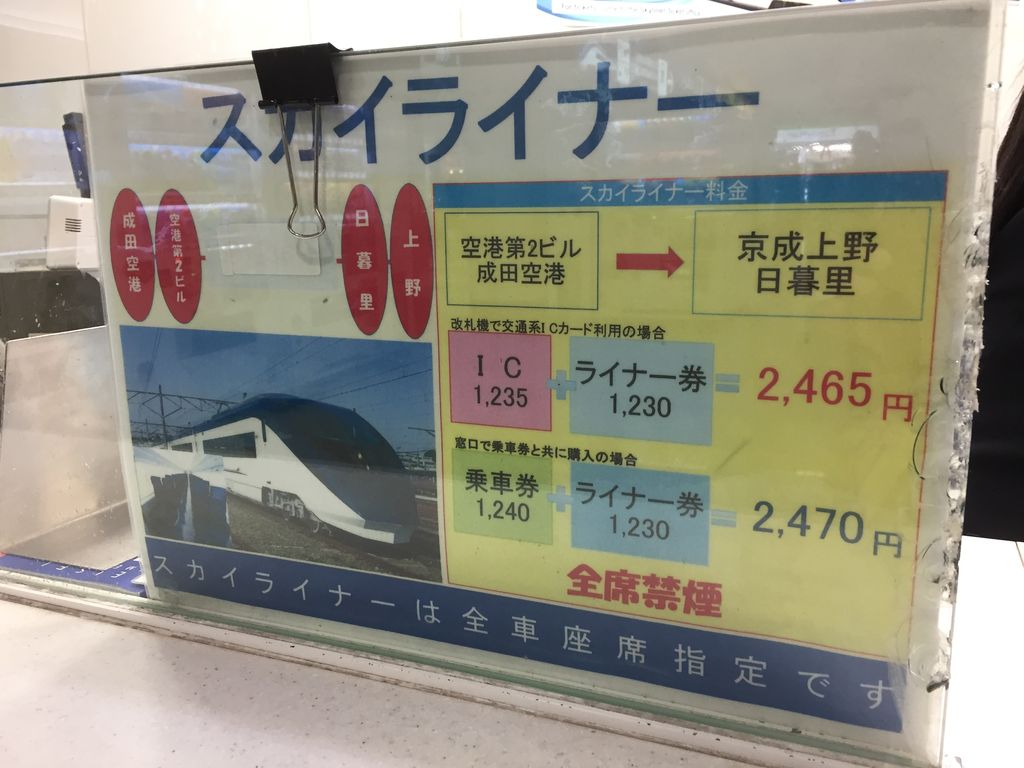 スカイライナー
成田空港
空港第2ビル
日暮里
上野
スカイライナー料金
空港第2ビル
成田空港
京成上野
日暮里
改札機で交通系ICカード利用の場合
IC
1,235
+
ライナー券
1,230
=
2,465円
窓口で乗車券と共に購入の場合
乗車券
1,240
+
ライナー券
1,230
=
2,470円
全席禁煙
スカイライナーは全車座席指定です